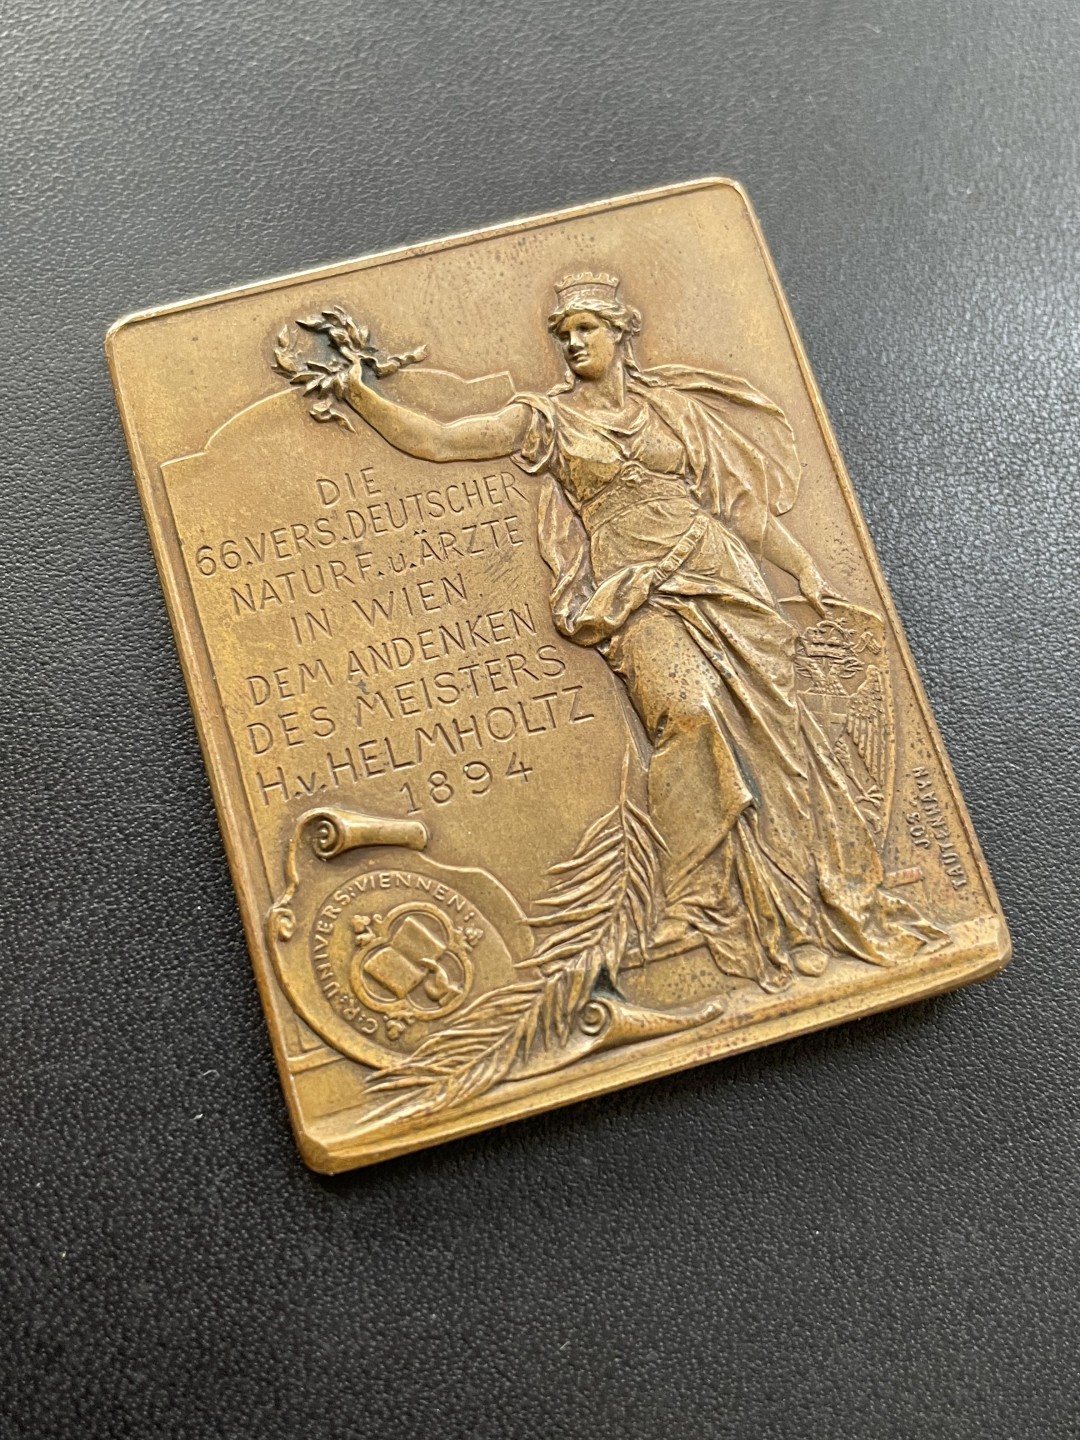 DIE
66.VERS.DEUTSCHER
NATURF.u.ÄRZTE
IN WIEN
DEM ANDENKEN
DES MEISTERS
H.v.HELMHOLTZ
1894
C:R:UNIVERS:VIENNEN:
JOS.
TAUTENHAYN